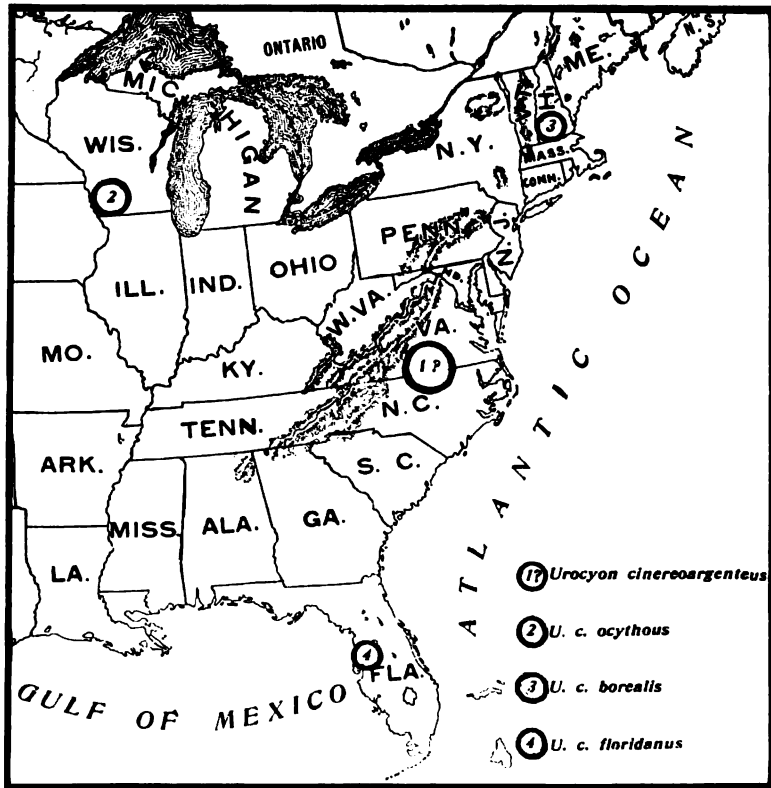 ONTARIO
N. S.
ME.
MICHIGAN
WIS.
N. Y.
H.
3
MASS.
CONN.
2
PENN.
N. J.
ILL.
IND.
OHIO
MD.
W. VA.
VA.
MO.
KY.
1?
N. C.
TENN.
ARK.
S. C.
MISS.
ALA.
GA.
LA.
4
FLA.
GULF OF MEXICO
ATLANTIC OCEAN
1? Urocyon cinereoargenteus
2 U. c. ocythous
3 U. c. borealis
4 U. c. floridanus